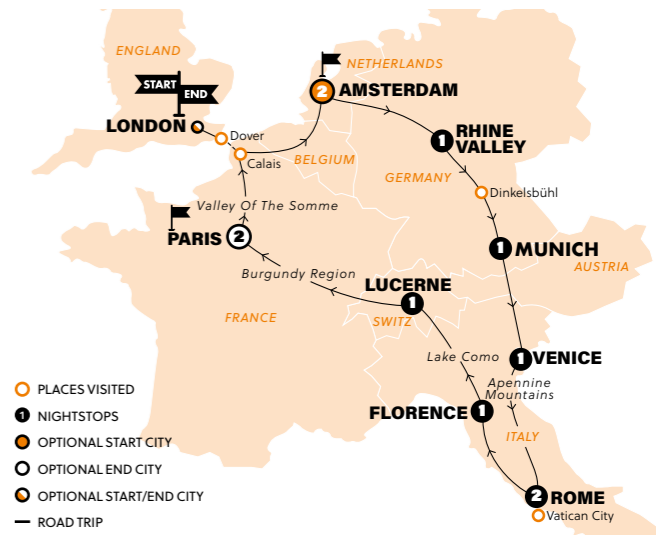 ENGLAND
NETHERLANDS
START
END
2
AMSTERDAM
LONDON
Dover
Calais
BELGIUM
1
RHINE
VALLEY
GERMANY
Dinkelsbühl
Valley Of The Somme
PARIS
2
1
MUNICH
AUSTRIA
Burgundy Region
LUCERNE
1
FRANCE
SWITZ
Lake Como
1
VENICE
Apennine
Mountains
FLORENCE
1
ITALY
2
ROME
Vatican City
PLACES VISITED
1 NIGHTSTOPS
OPTIONAL START CITY
OPTIONAL END CITY
OPTIONAL START/END CITY
ROAD TRIP